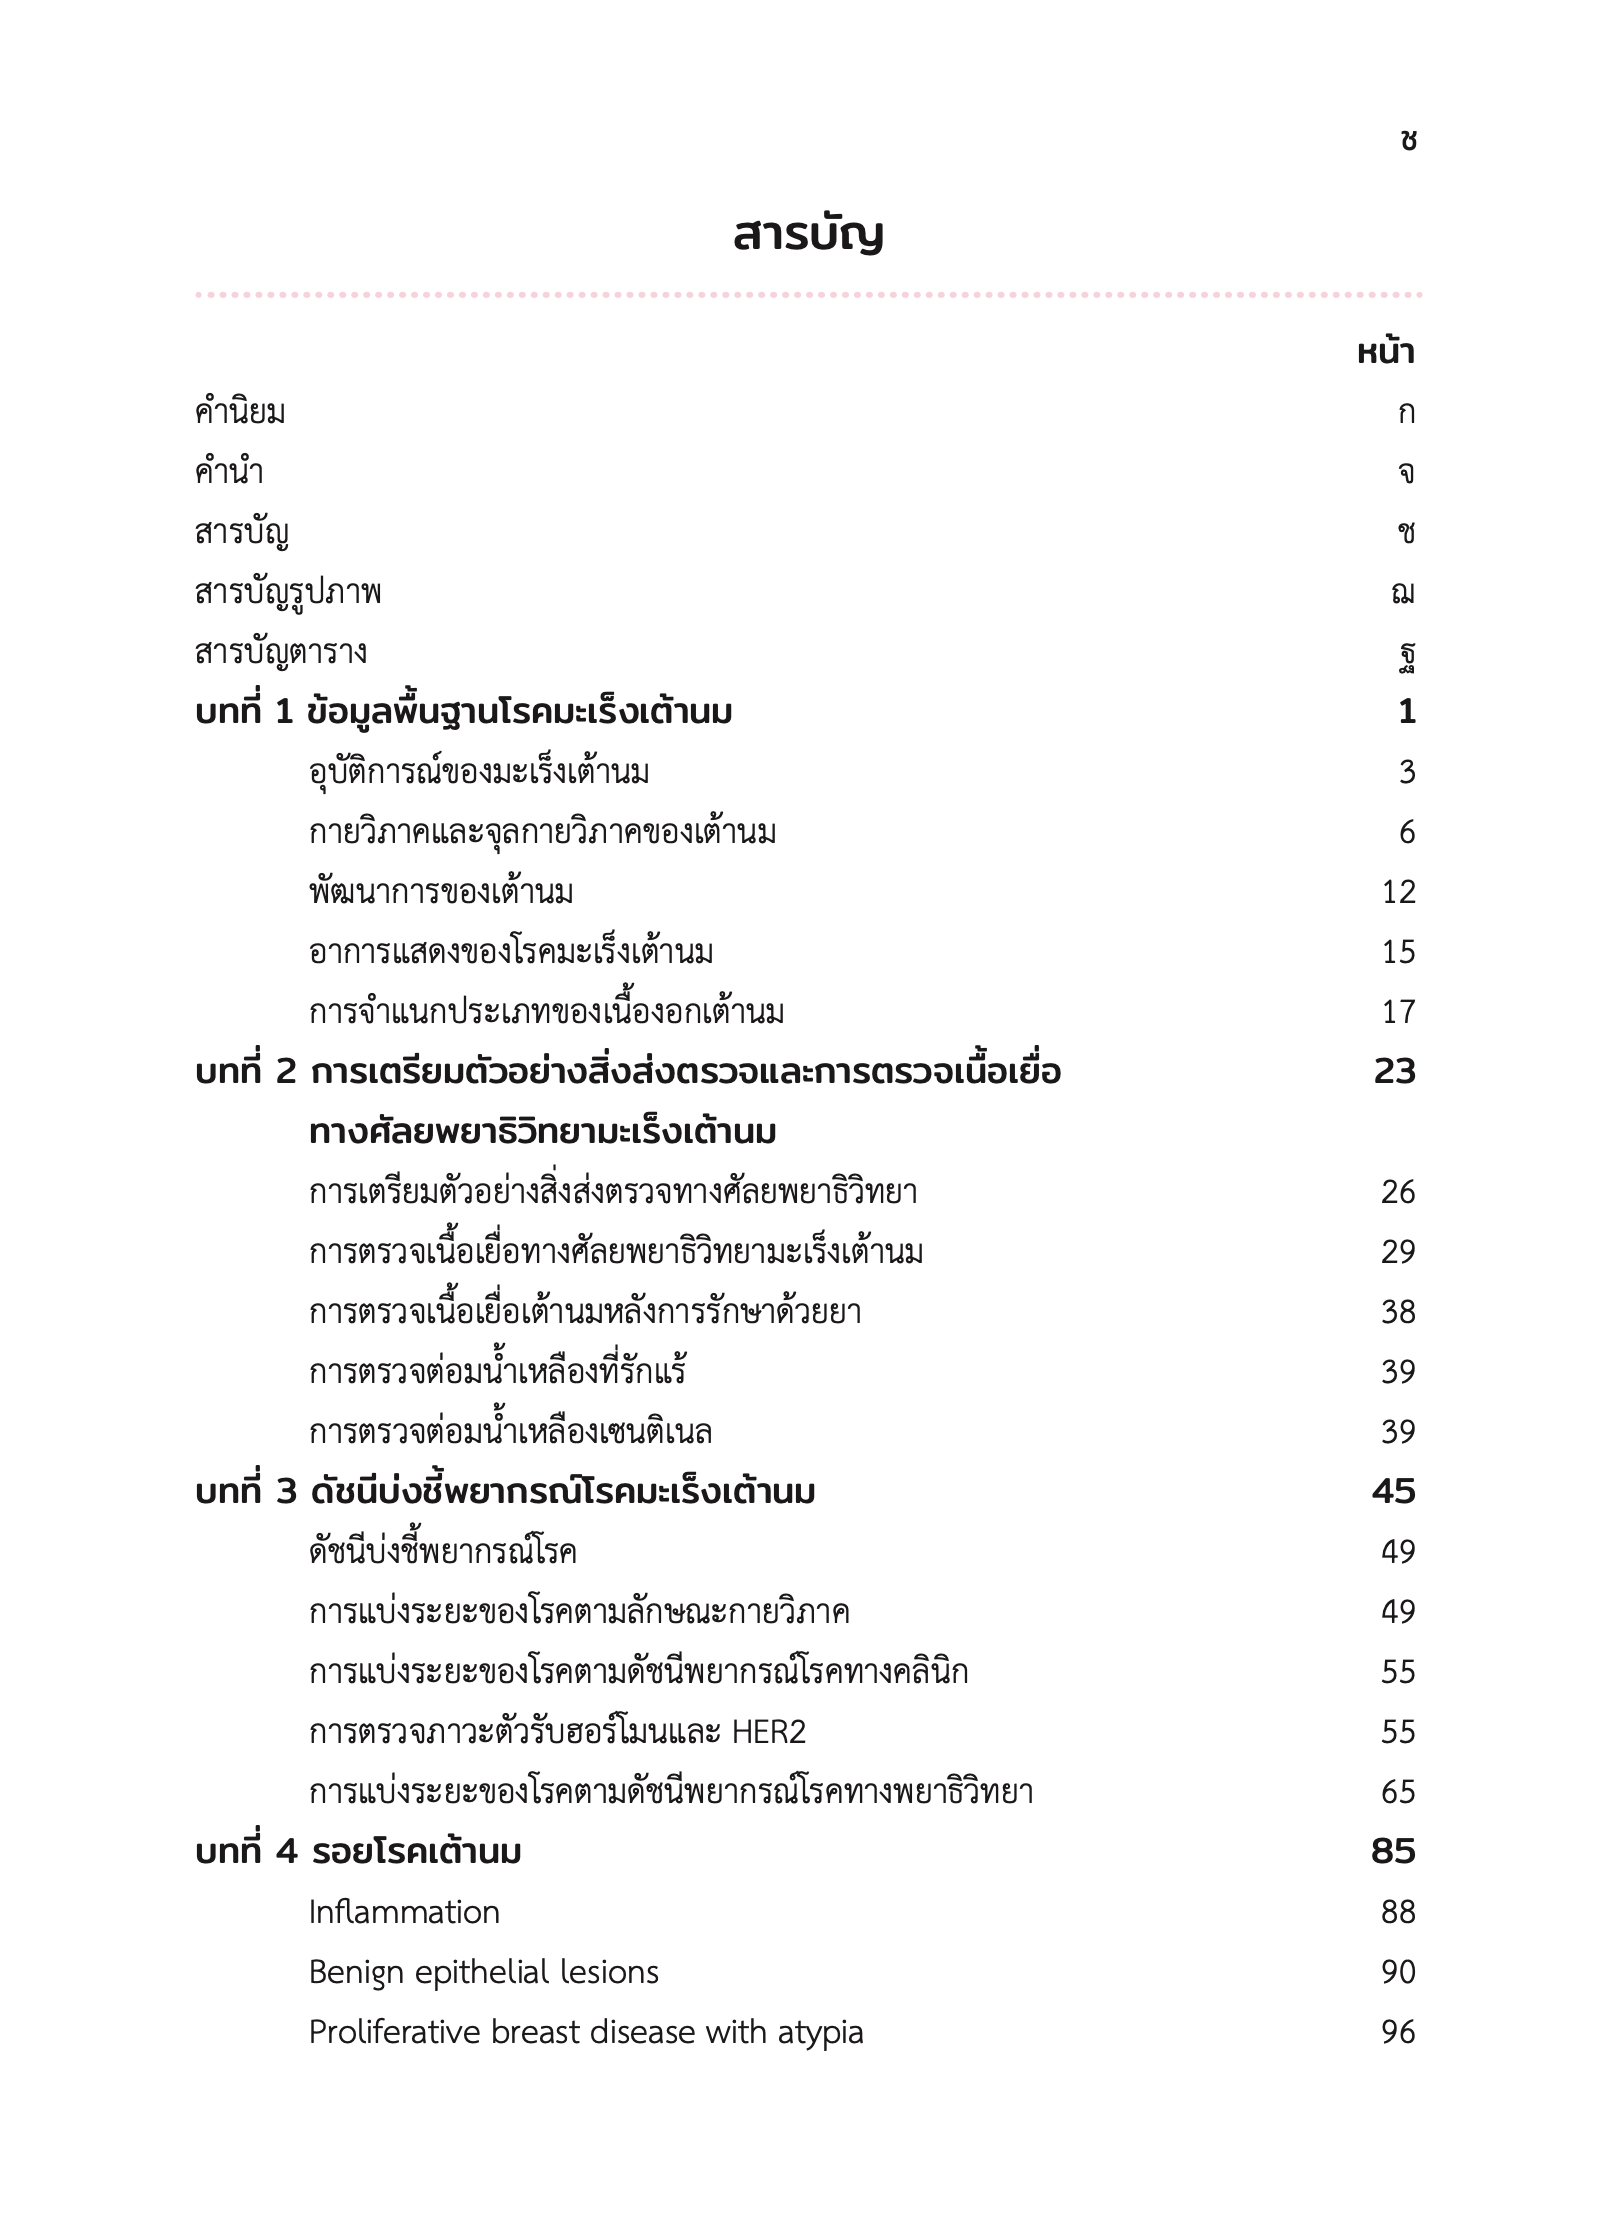 ช
สารบัญ
หน้า
คำนิยม ก
คำนำ จ
สารบัญ ช
สารบัญรูปภาพ ฌ
สารบัญตาราง ฐ
บทที่ 1 ข้อมูลพื้นฐานโรคมะเร็งเต้านม 1
อุบัติการณ์ของมะเร็งเต้านม 3
กายวิภาคและจุลกายวิภาคของเต้านม 6
พัฒนาการของเต้านม 12
อาการแสดงของโรคมะเร็งเต้านม 15
การจำแนกประเภทของเนื้องอกเต้านม 17
บทที่ 2 การเตรียมตัวอย่างสิ่งส่งตรวจและการตรวจเนื้อเยื่อ 23
ทางศัลยพยาธิวิทยามะเร็งเต้านม
การเตรียมตัวอย่างสิ่งส่งตรวจทางศัลยพยาธิวิทยา 26
การตรวจเนื้อเยื่อทางศัลยพยาธิวิทยามะเร็งเต้านม 29
การตรวจเนื้อเยื่อเต้านมหลังการรักษาด้วยยา 38
การตรวจต่อมน้ำเหลืองที่รักแร้ 39
การตรวจต่อมน้ำเหลืองเซนติเนล 39
บทที่ 3 ดัชนีบ่งชี้พยากรณ์โรคมะเร็งเต้านม 45
ดัชนีบ่งชี้พยากรณ์โรค 49
การแบ่งระยะของโรคตามลักษณะกายวิภาค 49
การแบ่งระยะของโรคตามดัชนีพยากรณ์โรคทางคลินิก 55
การตรวจภาวะตัวรับฮอร์โมนและ HER2 55
การแบ่งระยะของโรคตามดัชนีพยากรณ์โรคทางพยาธิวิทยา 65
บทที่ 4 รอยโรคเต้านม 85
Inflammation 88
Benign epithelial lesions 90
Proliferative breast disease with atypia 96